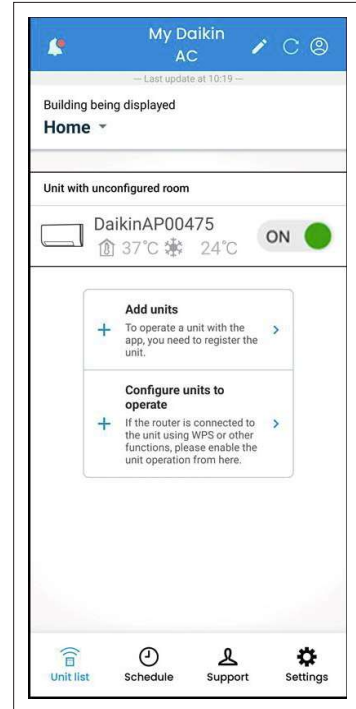 My Daikin
AC
— Last update at 10:19 —
Building being displayed
Home
Unit with unconfigured room
DaikinAP00475
37°C 24°C
ON
Add units
To operate a unit with the
app, you need to register the
unit.
Configure units to
operate
If the router is connected to
the unit using WPS or other
functions, please enable the
unit operation from here.
Unit list Schedule Support Settings